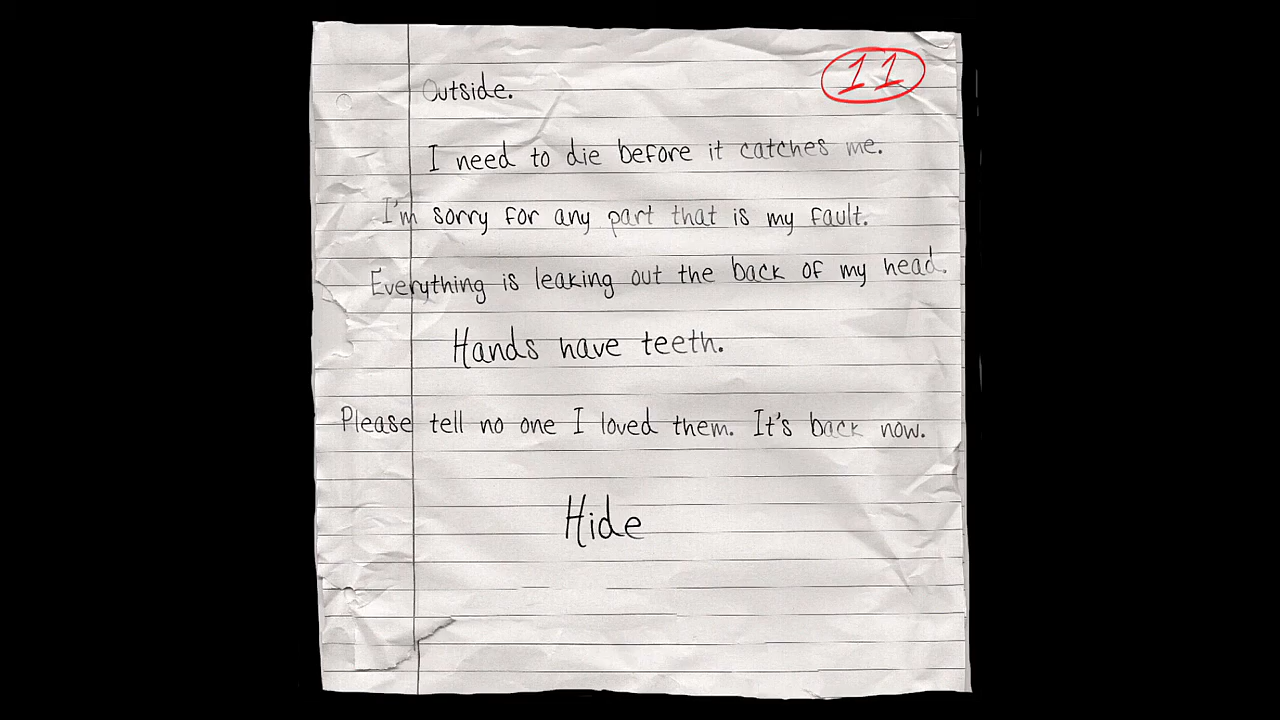 11
Outside.
I need to die before it catches me.
I'm sorry for any part that is my fault.
Everything is leaking out the back of my head.
Hands have teeth.
Please tell no one I loved them. It's back now.
Hide